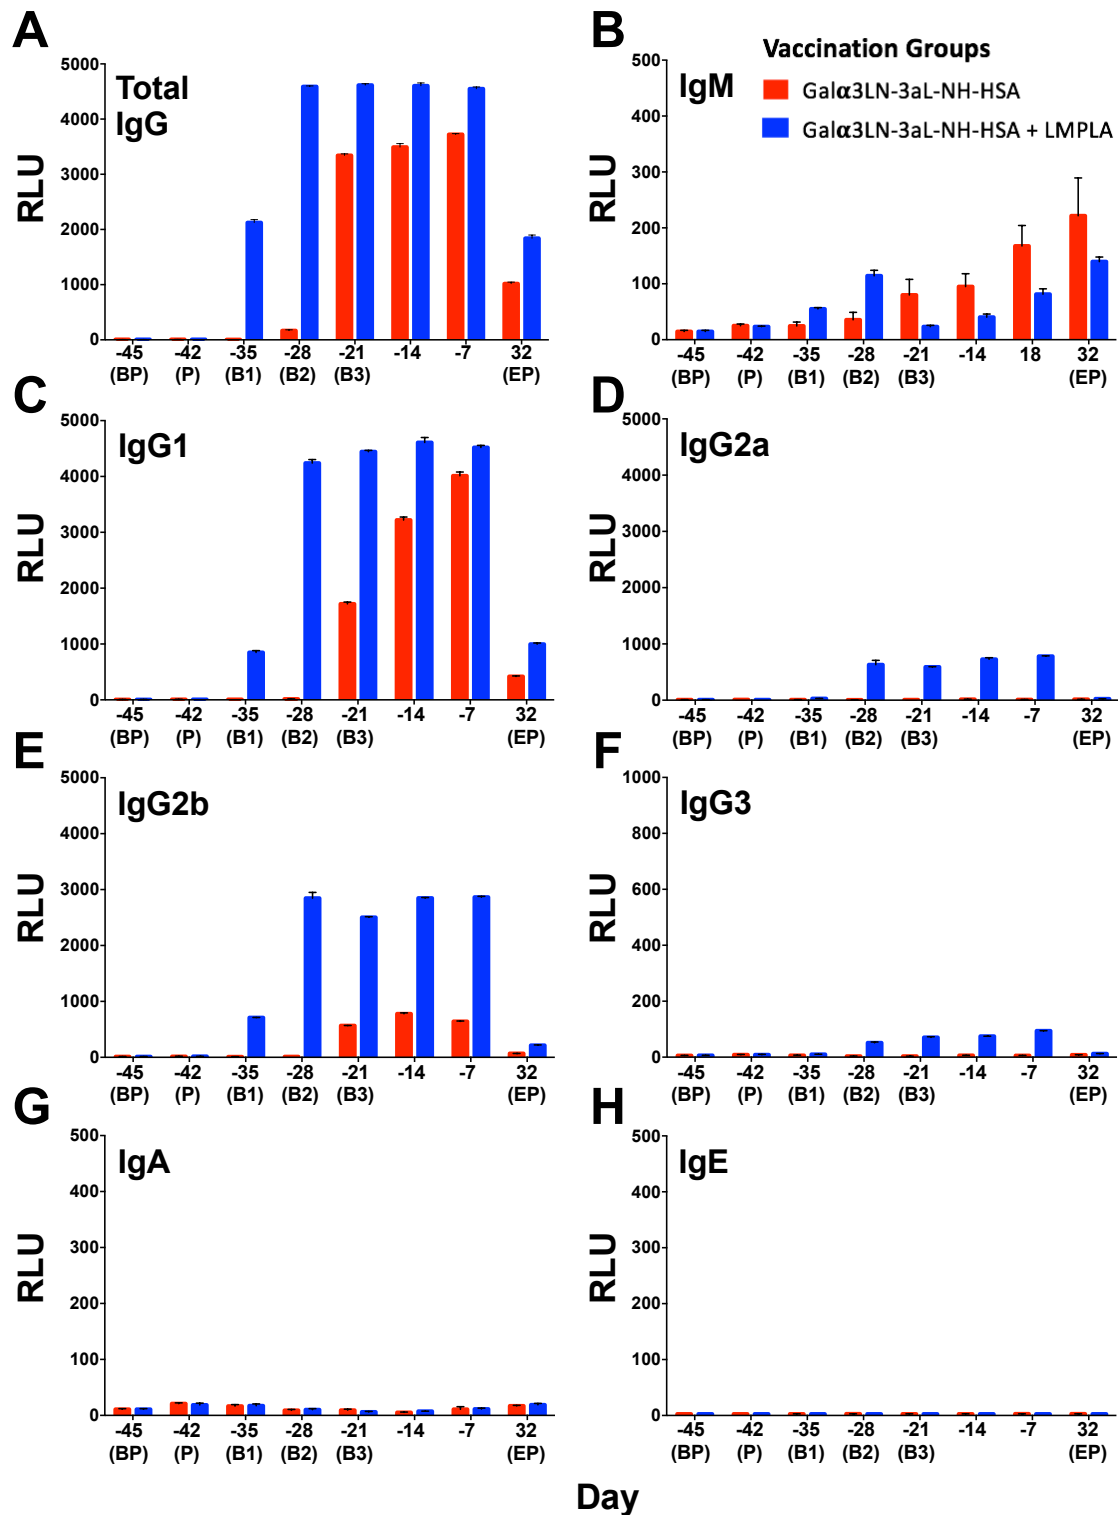 A
Total
IgG
RLU
5000
4000
3000
2000
1000
0
-45 -42 -35 -28 -21 -14 -7 32
(BP) (P) (B1) (B2) (B3) (EP)
B
IgM
Vaccination Groups
Galα3LN-3aL-NH-HSA
Galα3LN-3aL-NH-HSA + LMPLA
RLU
500
400
300
200
100
0
-45 -42 -35 -28 -21 -14 18 32
(BP) (P) (B1) (B2) (B3) (EP)
C
IgG1
RLU
5000
4000
3000
2000
1000
0
-45 -42 -35 -28 -21 -14 -7 32
(BP) (P) (B1) (B2) (B3) (EP)
D
IgG2a
RLU
5000
4000
3000
2000
1000
0
-45 -42 -35 -28 -21 -14 -7 32
(BP) (P) (B1) (B2) (B3) (EP)
E
IgG2b
RLU
5000
4000
3000
2000
1000
0
-45 -42 -35 -28 -21 -14 -7 32
(BP) (P) (B1) (B2) (B3) (EP)
F
IgG3
RLU
1000
800
600
400
200
0
-45 -42 -35 -28 -21 -14 -7 32
(BP) (P) (B1) (B2) (B3) (EP)
G
IgA
RLU
500
400
300
200
100
0
-45 -42 -35 -28 -21 -14 -7 32
(BP) (P) (B1) (B2) (B3) (EP)
H
IgE
RLU
500
400
300
200
100
0
-45 -42 -35 -28 -21 -14 -7 32
(BP) (P) (B1) (B2) (B3) (EP)
Day